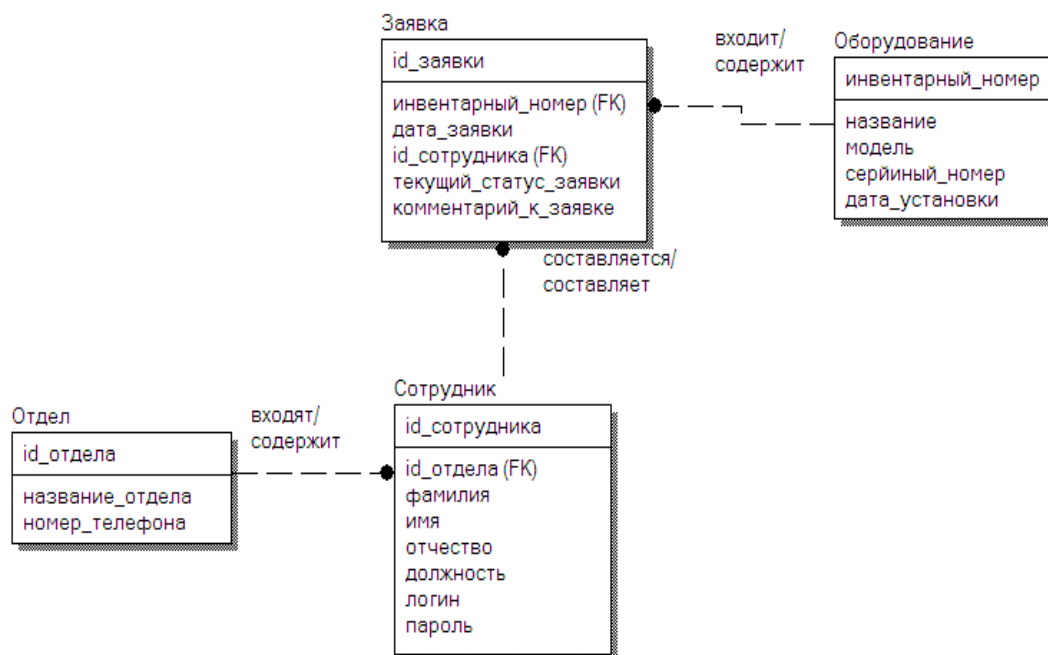 Заявка
id_заявки
инвентарный_номер (FK)
дата_заявки
id_сотрудника (FK)
текущий_статус_заявки
комментарий_к_заявке
входит/
содержит
Оборудование
инвентарный_номер
название
модель
серйиный_номер
дата_установки
составляется/
составляет
Отдел
id_отдела
название_отдела
номер_телефона
входят/
содержит
Сотрудник
id_сотрудника
id_отдела (FK)
фамилия
имя
отчество
должность
логин
пароль